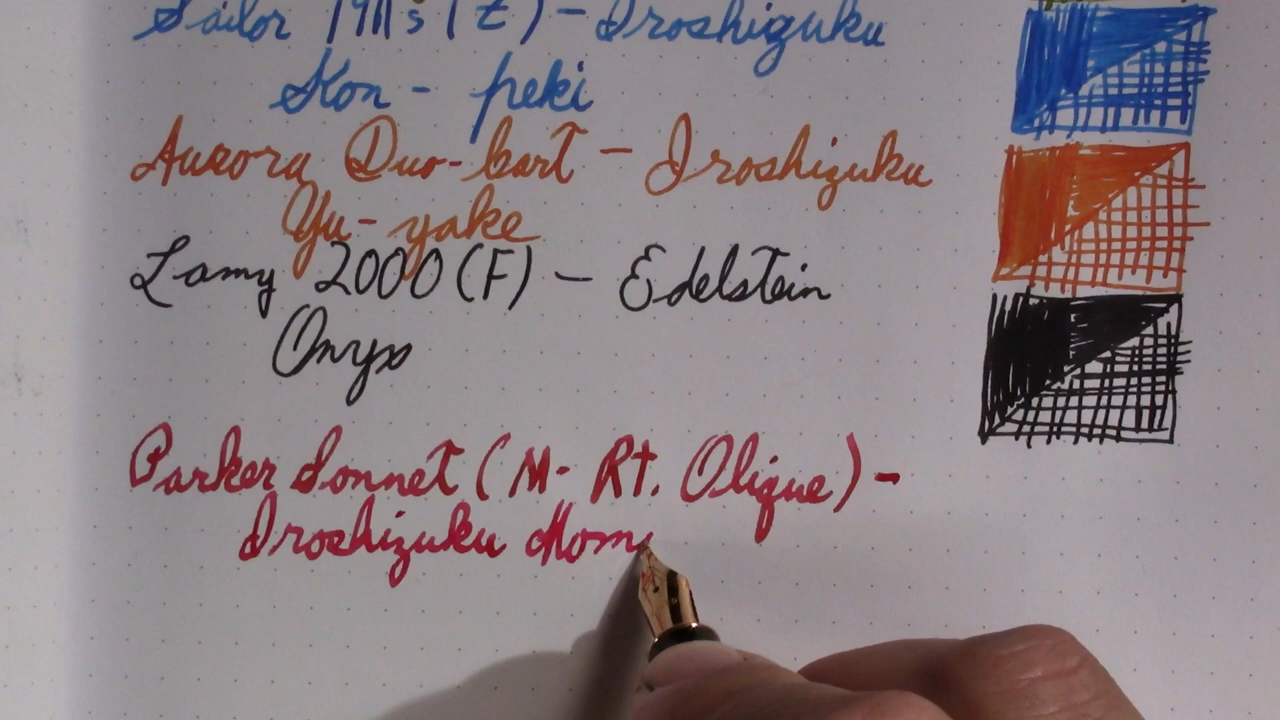 Sailor 1911s (Z) - Iroshizuku
Kon - peki
Aurora Duo-Cart - Iroshizuku
Yu - yake
Lamy 2000 (F) - Edelstein
Onyx
Parker Sonnet (M - Rt. Oblique) -
Iroshizuku Mom